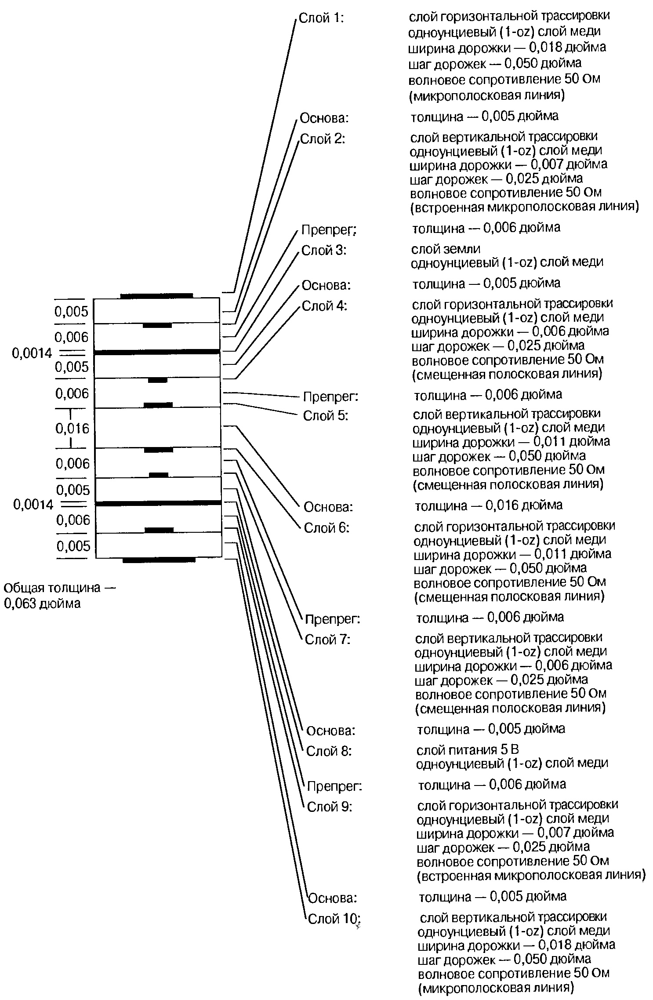 Слой 1: слой горизонтальной трассировки
одноунциевый (1-oz) слой меди
ширина дорожки — 0,018 дюйма
шаг дорожек — 0,050 дюйма
волновое сопротивление 50 Ом
(микрополосковая линия)
Основа: толщина — 0,005 дюйма
Слой 2: слой вертикальной трассировки
одноунциевый (1-oz) слой меди
ширина дорожки — 0,007 дюйма
шаг дорожек — 0,025 дюйма
волновое сопротивление 50 Ом
(встроенная микрополосковая линия)
Препрег: толщина — 0,006 дюйма
Слой 3: слой земли
одноунциевый (1-oz) слой меди
Основа: толщина — 0,005 дюйма
Слой 4: слой горизонтальной трассировки
одноунциевый (1-oz) слой меди
ширина дорожки — 0,006 дюйма
шаг дорожек — 0,025 дюйма
волновое сопротивление 50 Ом
(смещенная полосковая линия)
Препрег: толщина — 0,006 дюйма
Слой 5: слой вертикальной трассировки
одноунциевый (1-oz) слой меди
ширина дорожки — 0,011 дюйма
шаг дорожек — 0,050 дюйма
волновое сопротивление 50 Ом
(смещенная полосковая линия)
Основа: толщина — 0,016 дюйма
Слой 6: слой горизонтальной трассировки
одноунциевый (1-oz) слой меди
ширина дорожки — 0,011 дюйма
шаг дорожек — 0,050 дюйма
волновое сопротивление 50 Ом
(смещенная полосковая линия)
Препрег: толщина — 0,006 дюйма
Слой 7: слой вертикальной трассировки
одноунциевый (1-oz) слой меди
ширина дорожки — 0,006 дюйма
шаг дорожек — 0,025 дюйма
волновое сопротивление 50 Ом
(смещенная полосковая линия)
Основа: толщина — 0,005 дюйма
Слой 8: слой питания 5 В
одноунциевый (1-oz) слой меди
Препрег: толщина — 0,006 дюйма
Слой 9: слой горизонтальной трассировки
одноунциевый (1-oz) слой меди
ширина дорожки — 0,007 дюйма
шаг дорожек — 0,025 дюйма
волновое сопротивление 50 Ом
(встроенная микрополосковая линия)
Основа: толщина — 0,005 дюйма
Слой 10: слой вертикальной трассировки
одноунциевый (1-oz) слой меди
ширина дорожки — 0,018 дюйма
шаг дорожек — 0,050 дюйма
волновое сопротивление 50 Ом
(микрополосковая линия)
0,005
0,006
0,0014
0,005
0,006
0,016
0,006
0,005
0,0014
0,006
0,005
Общая толщина —
0,063 дюйма